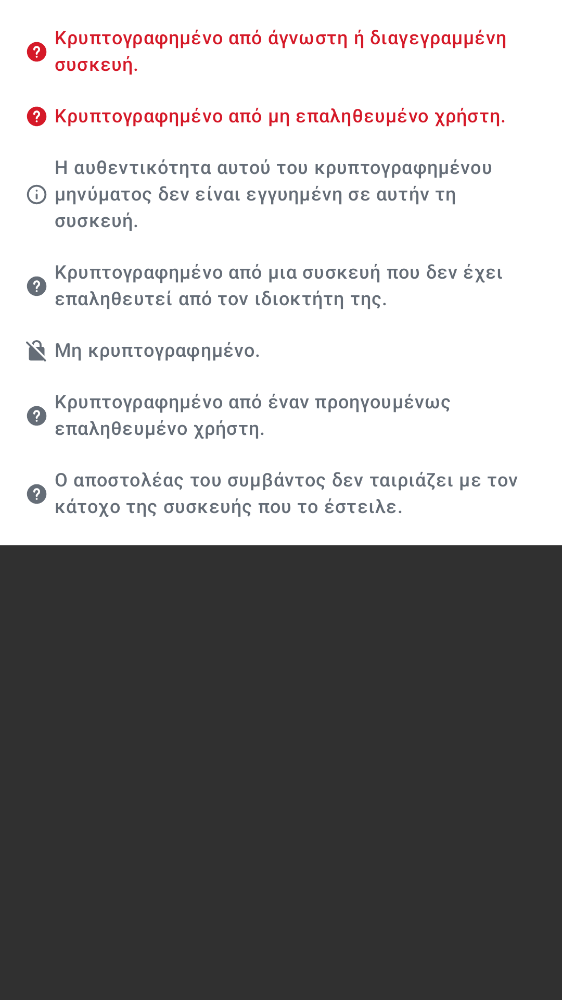 Κρυπτογραφημένο από άγνωστη ή διαγεγραμμένη
συσκευή.
Κρυπτογραφημένο από μη επαληθευμένο χρήστη.
Η αυθεντικότητα αυτού του κρυπτογραφημένου
μηνύματος δεν είναι εγγυημένη σε αυτήν τη
συσκευή.
Κρυπτογραφημένο από μια συσκευή που δεν έχει
επαληθευτεί από τον ιδιοκτήτη της.
Μη κρυπτογραφημένο.
Κρυπτογραφημένο από έναν προηγουμένως
επαληθευμένο χρήστη.
Ο αποστολέας του συμβάντος δεν ταιριάζει με τον
κάτοχο της συσκευής που το έστειλε.